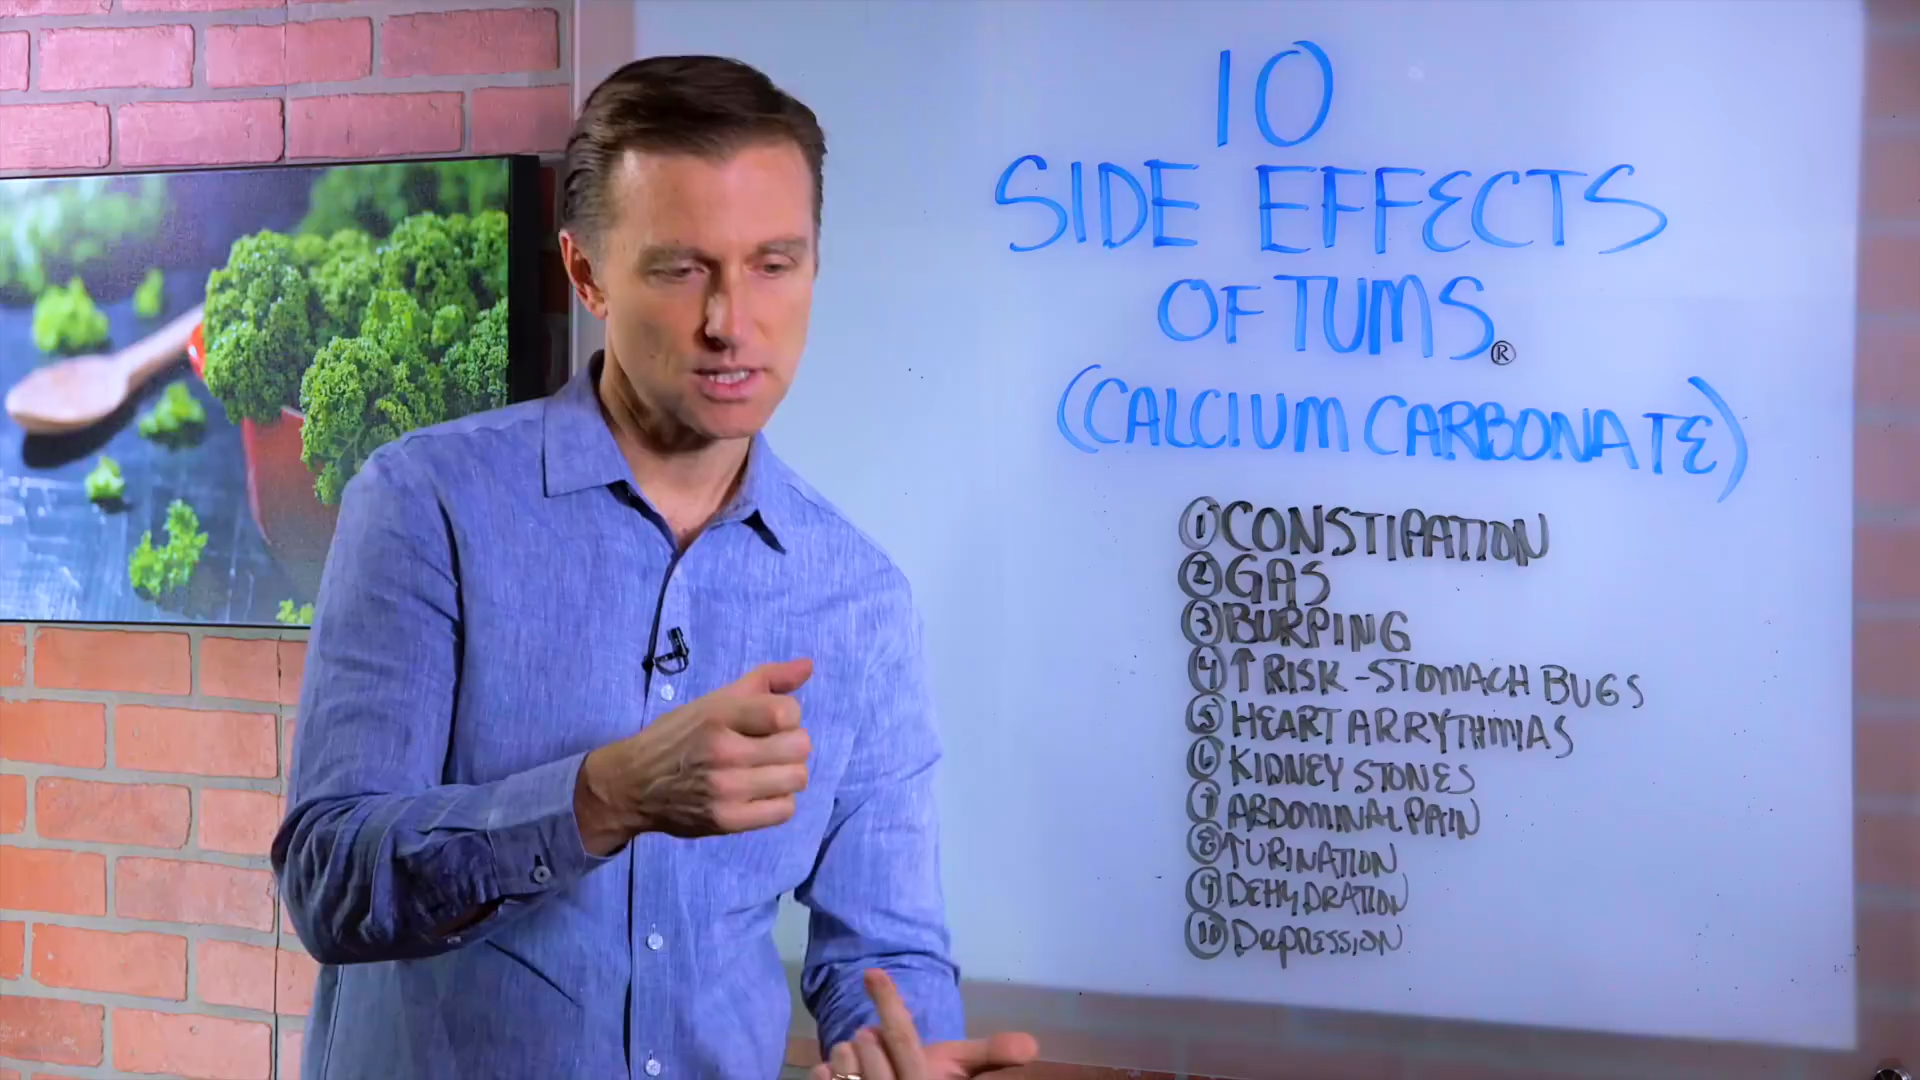 10
SIDE EFFECTS
OF TUMS®
(CALCIUM CARBONATE)
① CONSTIPATION
② GAS
③ BURPING
④ ↑ RISK - STOMACH BUGS
⑤ HEART ARRYTHMIAS
⑥ KIDNEY STONES
⑦ ABDOMINAL PAIN
⑧ ↑ URINATION
⑨ DEHYDRATION
⑩ DEPRESSION